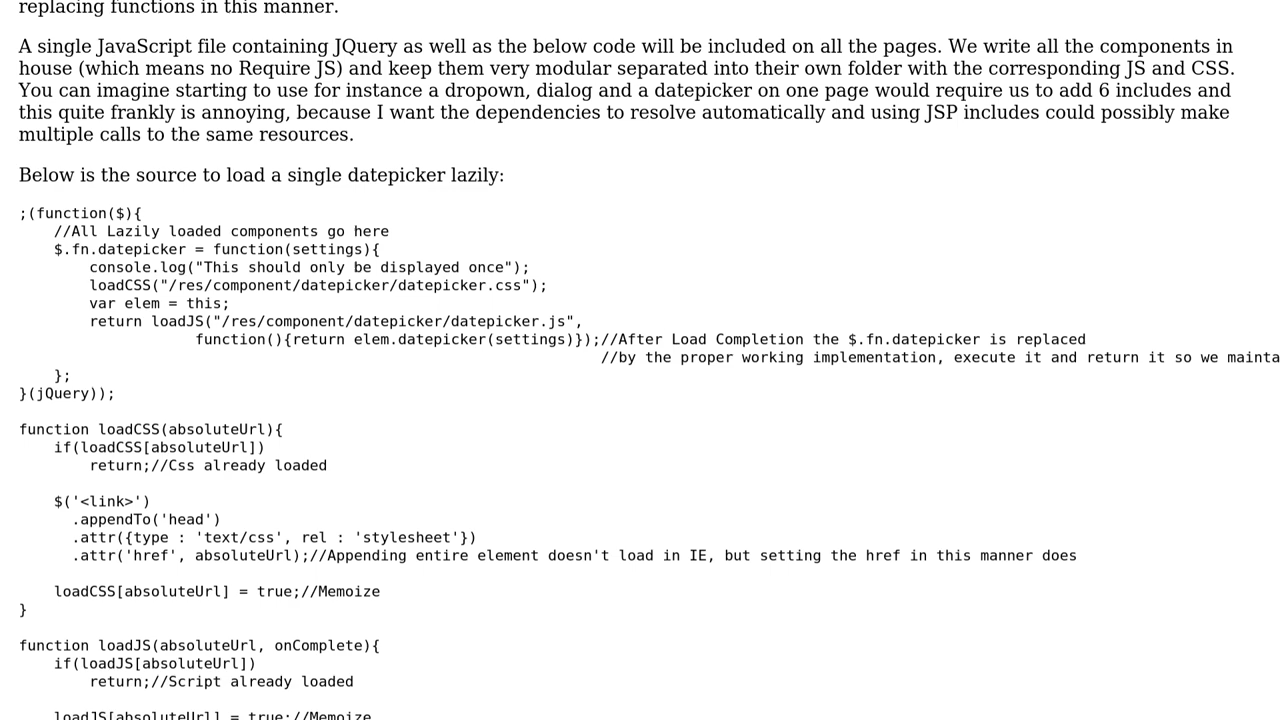 replacing functions in this manner.
A single JavaScript file containing JQuery as well as the below code will be included on all the pages. We write all the components in
house (which means no Require JS) and keep them very modular separated into their own folder with the corresponding JS and CSS.
You can imagine starting to use for instance a dropown, dialog and a datepicker on one page would require us to add 6 includes and
this quite frankly is annoying, because I want the dependencies to resolve automatically and using JSP includes could possibly make
multiple calls to the same resources.
Below is the source to load a single datepicker lazily:
;(function($){
    //All Lazily loaded components go here
    $.fn.datepicker = function(settings){
        console.log("This should only be displayed once");
        loadCSS("/res/component/datepicker/datepicker.css");
        var elem = this;
        return loadJS("/res/component/datepicker/datepicker.js",
                    function(){return elem.datepicker(settings)});//After Load Completion the $.fn.datepicker is replaced
                                                                  //by the proper working implementation, execute it and return it so we mainta
    };
}(jQuery));
function loadCSS(absoluteUrl){
    if(loadCSS[absoluteUrl])
        return;//Css already loaded
    $('<link>')
      .appendTo('head')
      .attr({type : 'text/css', rel : 'stylesheet'})
      .attr('href', absoluteUrl);//Appending entire element doesn't load in IE, but setting the href in this manner does
    loadCSS[absoluteUrl] = true;//Memoize
}
function loadJS(absoluteUrl, onComplete){
    if(loadJS[absoluteUrl])
        return;//Script already loaded
    loadJS[absoluteUrl] = true;//Memoize